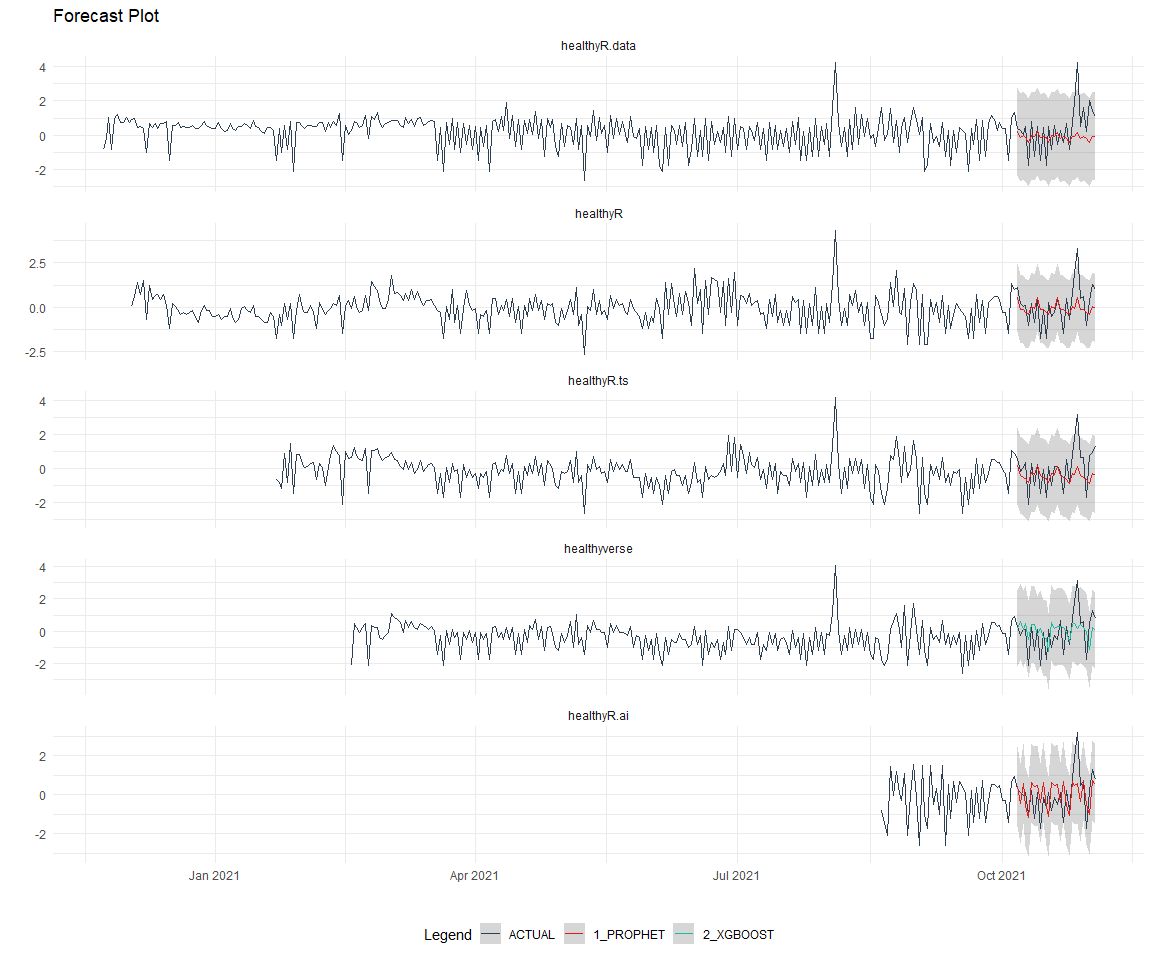 Forecast Plot
healthyR.data
4
2
0
-2
healthyR
2.5
0.0
-2.5
healthyR.ts
4
2
0
-2
healthyverse
4
2
0
-2
healthyR.ai
2
0
-2
Jan 2021 Apr 2021 Jul 2021 Oct 2021
Legend ACTUAL 1_PROPHET 2_XGBOOST